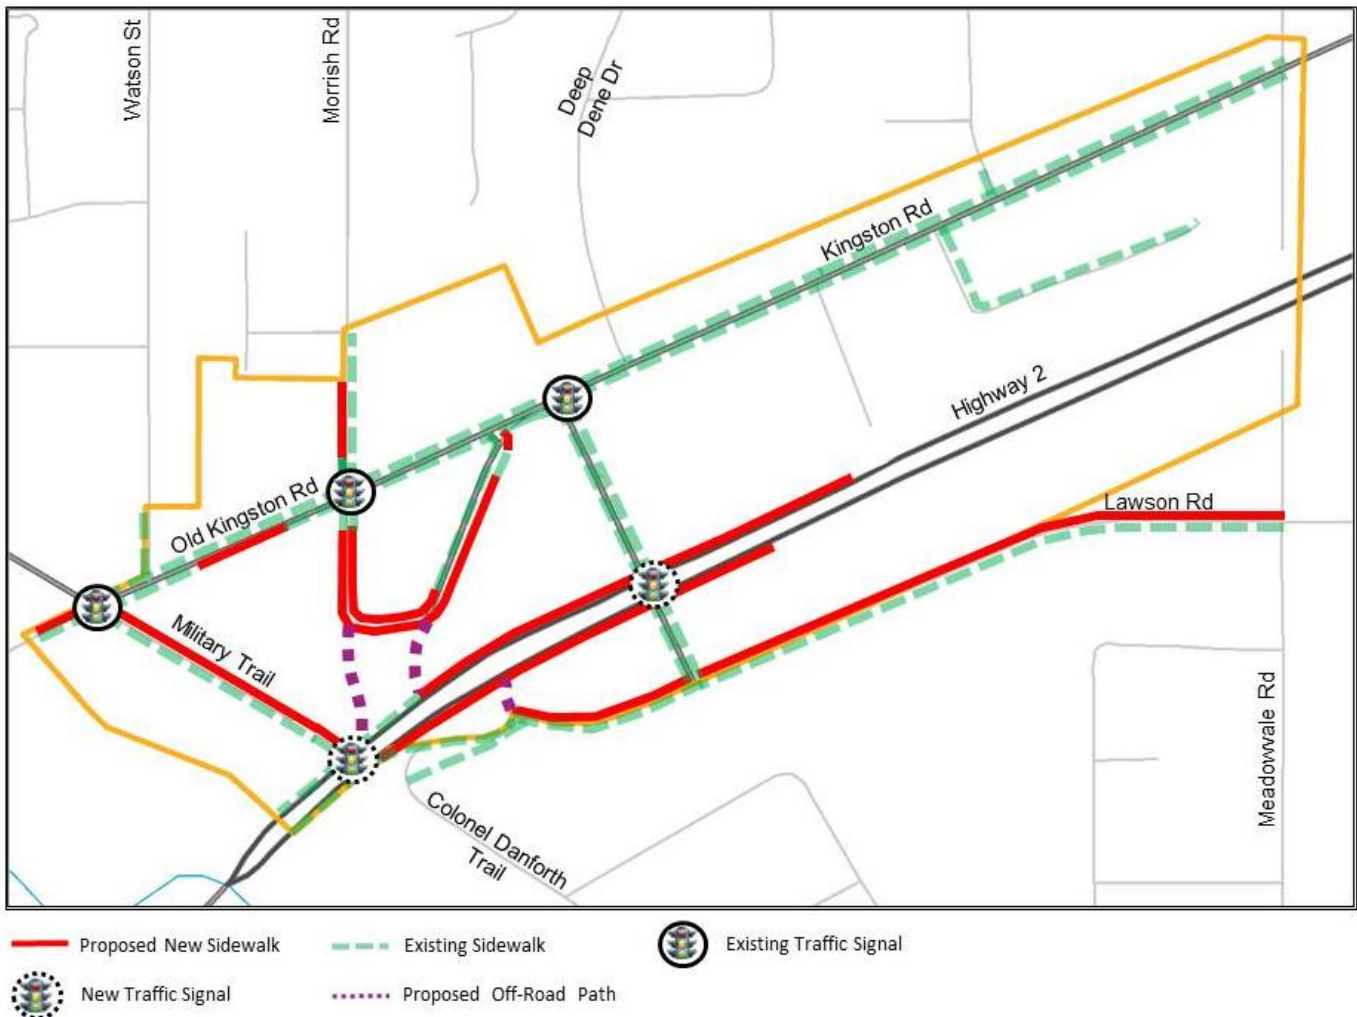 Watson St
Morrish Rd
Deep
Dene Dr
Kingston Rd
Highway 2
Lawson Rd
Old Kingston Rd
Military Trail
Meadowvale Rd
Colonel Danforth
Trail
Proposed New Sidewalk
Existing Sidewalk
Existing Traffic Signal
New Traffic Signal
Proposed Off-Road Path